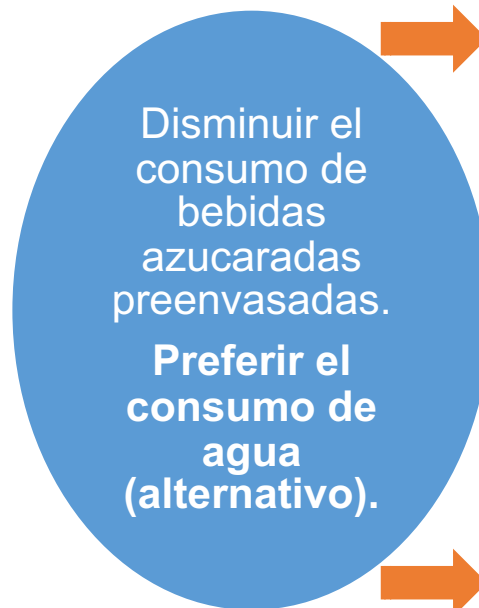 Disminuir el
consumo de
bebidas
azucaradas
preenvasadas.
Preferir el
consumo de
agua
(alternativo).